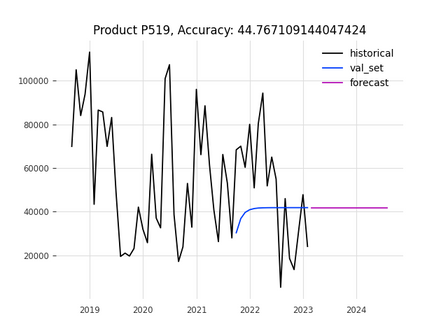 Product P519, Accuracy: 44.767109144047424
historical
val_set
forecast
100000
80000
60000
40000
20000
2019 2020 2021 2022 2023 2024